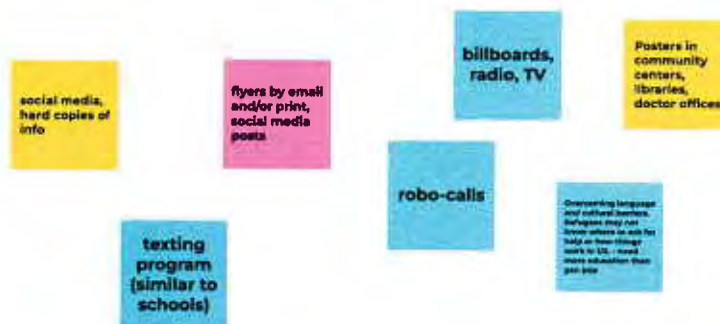 social media,
hard copies of
info
flyers by email
and/or print,
social media
posts
billboards,
radio, TV
Posters in
community
centers,
libraries,
doctor offices
robo-calls
texting
program
(similar to
schools)
Overcoming language
and cultural barriers.
Refugees may not
know where to ask for
help or how things
work in US. - need
more education than
gen pop